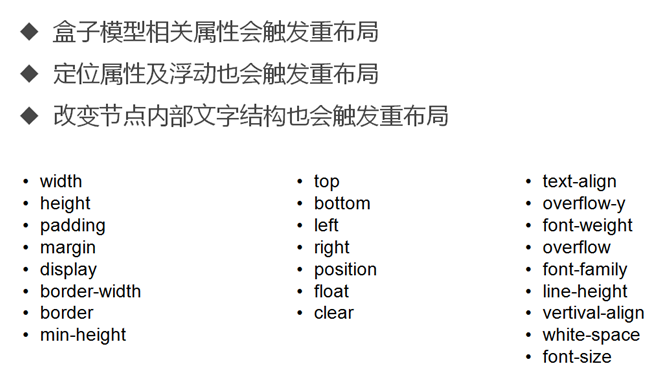 ◆ 盒子模型相关属性会触发重布局
◆ 定位属性及浮动也会触发重布局
◆ 改变节点内部文字结构也会触发重布局
• width
• height
• padding
• margin
• display
• border-width
• border
• min-height
• top
• bottom
• left
• right
• position
• float
• clear
• text-align
• overflow-y
• font-weight
• overflow
• font-family
• line-height
• vertival-align
• white-space
• font-size